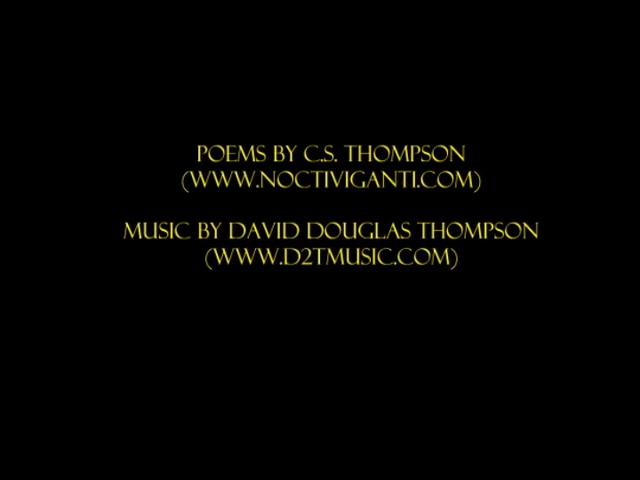 POEMS BY C.S. THOMPSON
(WWW.NOCTIVIGANTI.COM)
MUSIC BY DAVID DOUGLAS THOMPSON
(WWW.D2TMUSIC.COM)